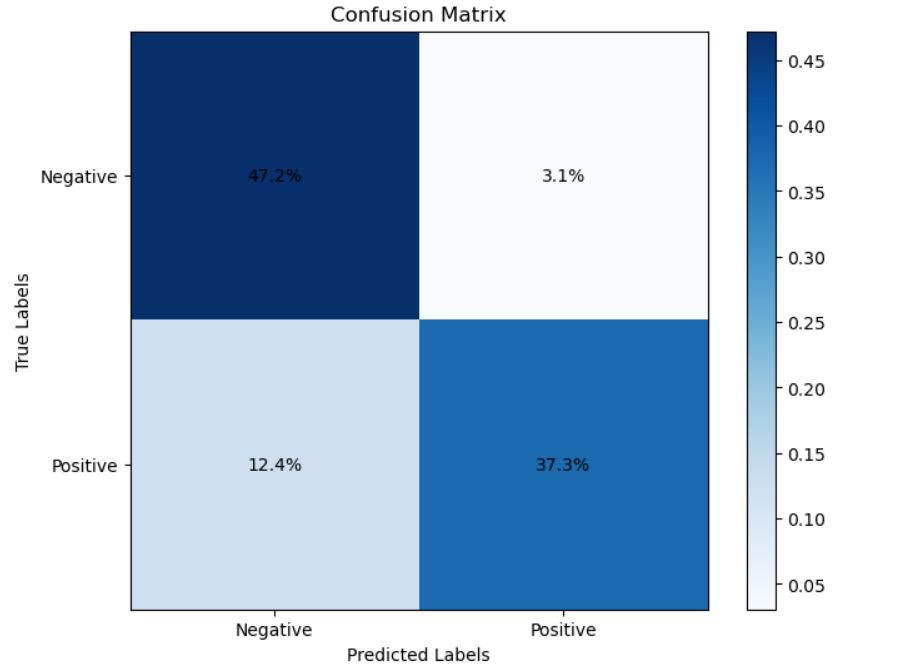 Confusion Matrix
Negative
47.2%
3.1%
Positive
12.4%
37.3%
Negative
Positive
Predicted Labels
True Labels
0.45
0.40
0.35
0.30
0.25
0.20
0.15
0.10
0.05